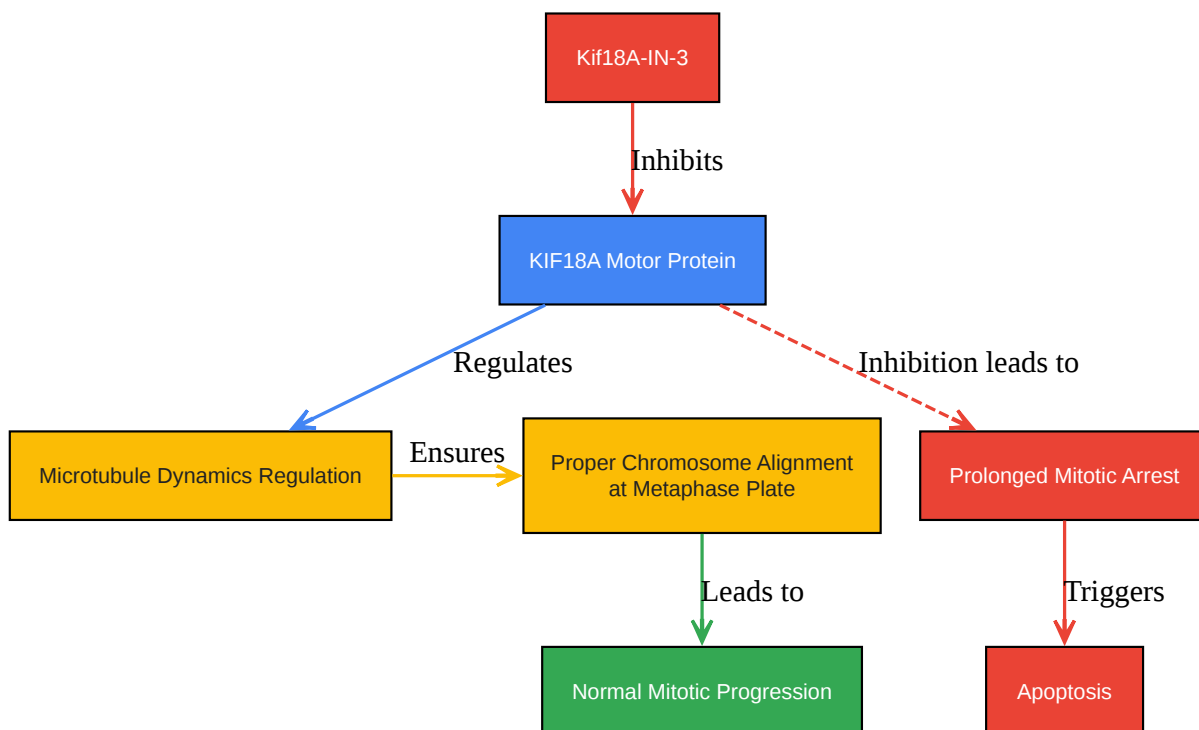 Kif18A-IN-3
Inhibits
KIF18A Motor Protein
Regulates
Inhibition leads to
Microtubule Dynamics Regulation
Ensures
Proper Chromosome Alignment
at Metaphase Plate
Prolonged Mitotic Arrest
Leads to
Triggers
Normal Mitotic Progression
Apoptosis